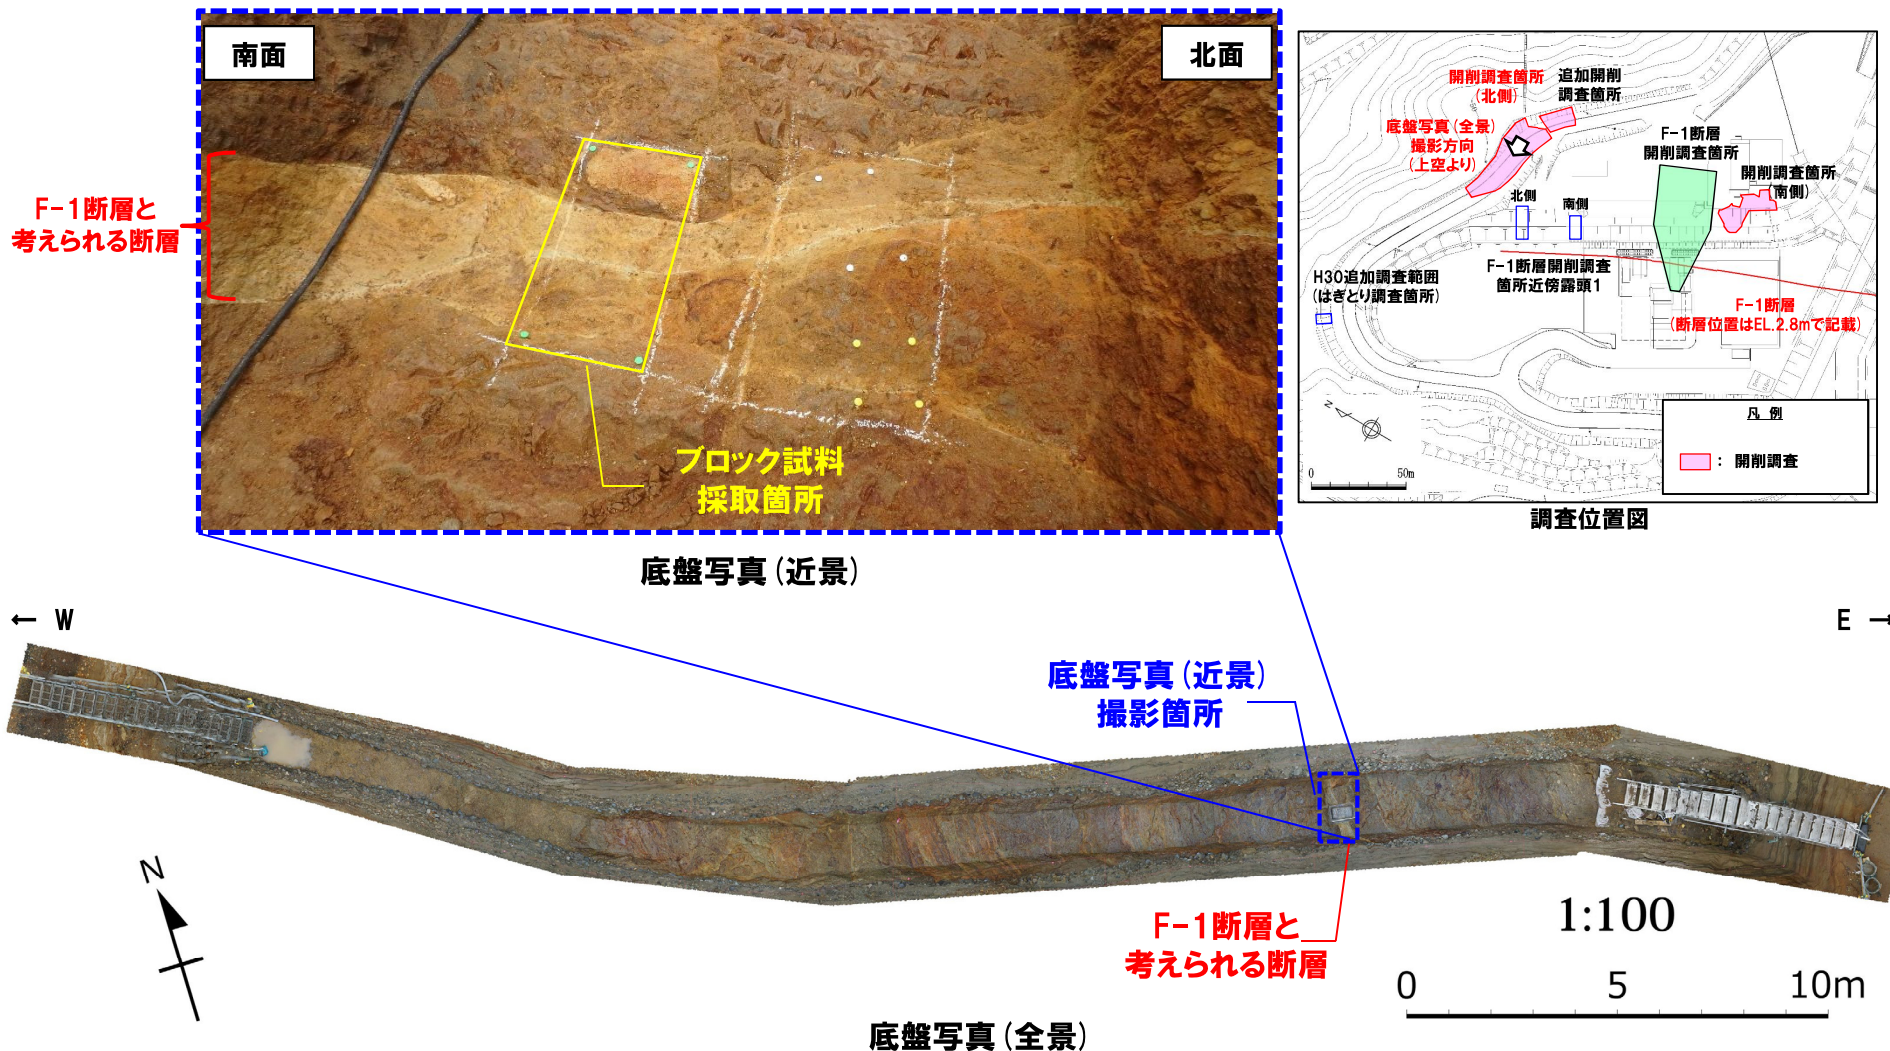 南面
北面
F-1断層と
考えられる断層
ブロック試料
採取箇所
底盤写真(近景)
開削調査箇所
(北側)
追加開削
調査箇所
底盤写真(全景)
撮影方向
(上空より)
F-1断層
開削調査箇所
開削調査箇所
(南側)
北側
南側
F-1断層開削調査
箇所近傍露頭1
H30追加調査範囲
(はぎとり調査箇所)
F-1断層
(断層位置はEL.2.8mで記載)
N
0
50m
凡 例
: 開削調査
調査位置図
← W
E →
底盤写真(近景)
撮影箇所
F-1断層と
考えられる断層
N
1:100
0
5
10m
底盤写真(全景)